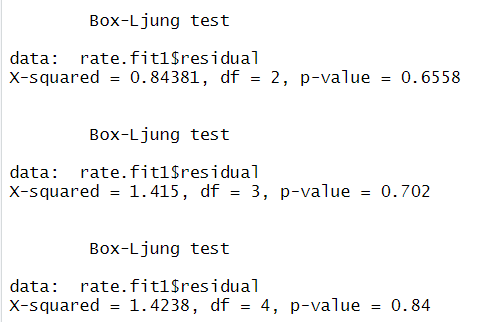 Box-Ljung test
data:  rate.fit1$residual
X-squared = 0.84381, df = 2, p-value = 0.6558
Box-Ljung test
data:  rate.fit1$residual
X-squared = 1.415, df = 3, p-value = 0.702
Box-Ljung test
data:  rate.fit1$residual
X-squared = 1.4238, df = 4, p-value = 0.84